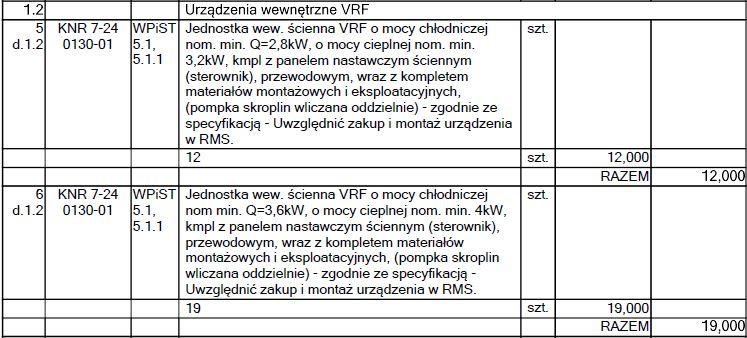 1.2 Urządzenia wewnętrzne VRF
5 KNR 7-24 WPiST Jednostka wew. ścienna VRF o mocy chłodniczej szt.
d.1.2 0130-01 5.1, nom. min. Q=2,8kW, o mocy cieplnej nom. min.
5.1.1 3,2kW, kmpl z panelem nastawczym ściennym
(sterownik), przewodowym, wraz z kompletem
materiałów montażowych i eksploatacyjnych,
(pompka skroplin wliczana oddzielnie) - zgodnie ze
specyfikacją - Uwzględnić zakup i montaż urządzenia
w RMS.
12 szt. 12,000
RAZEM 12,000
6 KNR 7-24 WPiST Jednostka wew. ścienna VRF o mocy chłodniczej szt.
d.1.2 0130-01 5.1, nom min. Q=3,6kW, o mocy cieplnej nom. min. 4kW,
5.1.1 kmpl z panelem nastawczym ściennym (sterownik),
przewodowym, wraz z kompletem materiałów
montażowych i eksploatacyjnych, (pompka skroplin
wliczana oddzielnie) - zgodnie ze specyfikacją -
Uwzględnić zakup i montaż urządzenia w RMS.
19 szt. 19,000
RAZEM 19,000